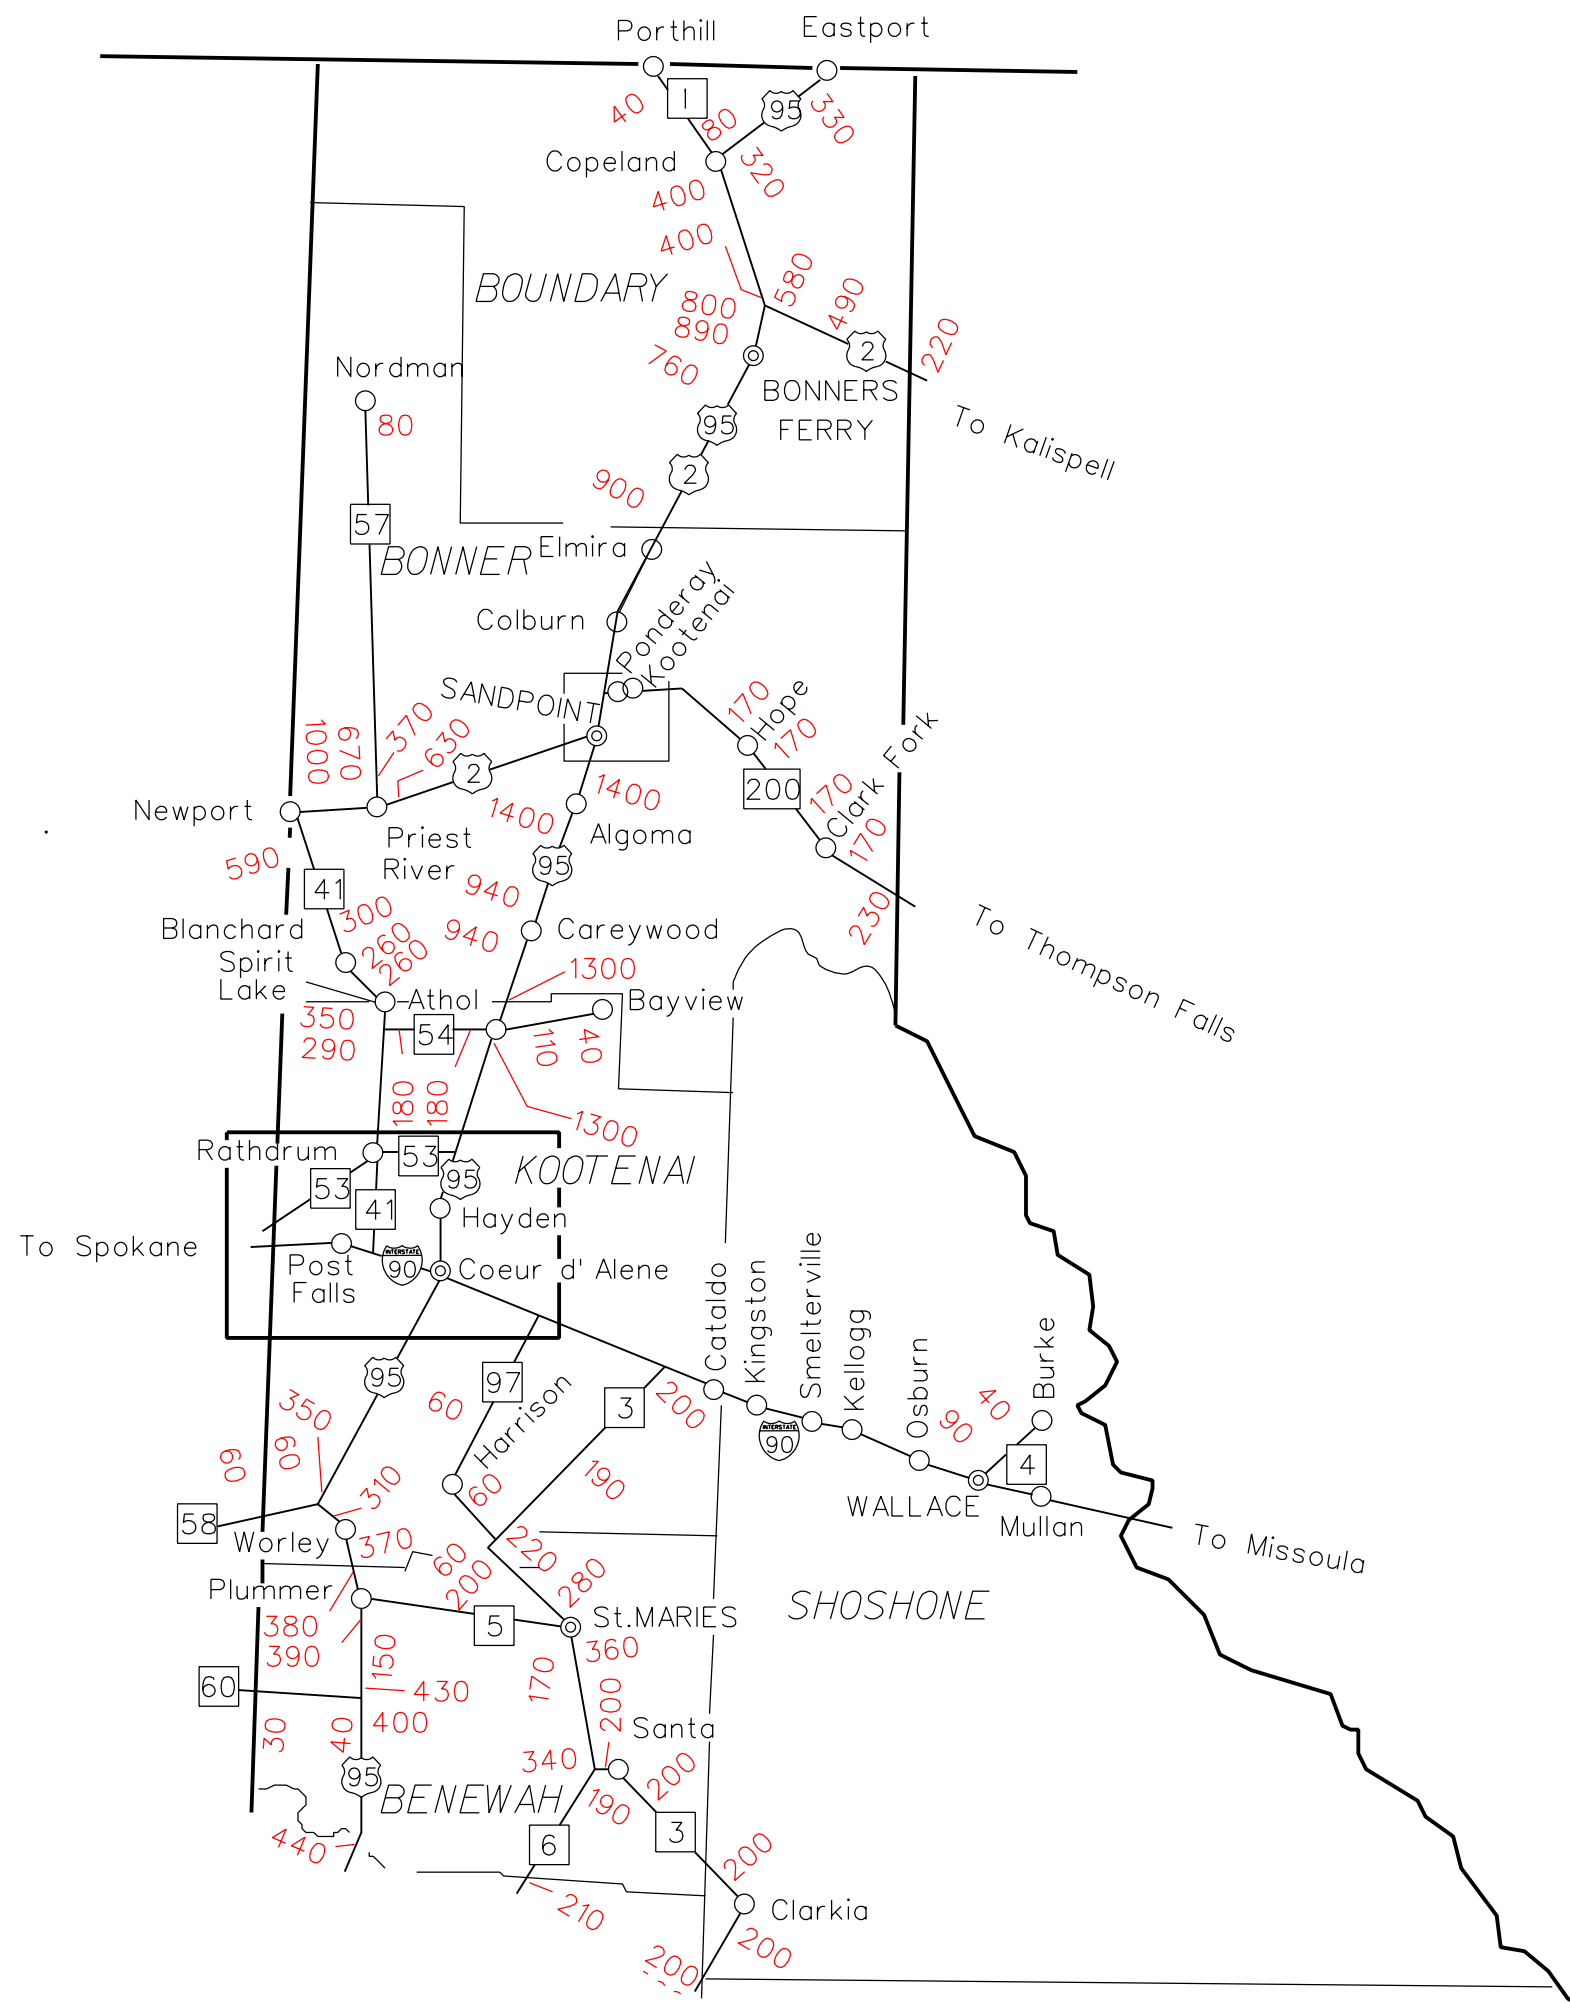 Porthill
Eastport
40
1
80
95
330
Copeland
320
400
400
580
BOUNDARY
800
490
890
2
220
760
Nordman
BONNERS
FERRY
80
95
To Kalispell
2
900
57
BONNER
Elmira
Colburn
Ponderay
Kootenai
SANDPOINT
1000
670
370
630
2
170
Hope
170
Clark Fork
200
1400
1400
170
Newport
Priest
River
Algoma
170
590
95
41
940
300
230
Blanchard
260
940
Careywood
To Thompson Falls
Spirit
Lake
260
1300
Athol
Bayview
350
290
54
110
40
180
180
1300
Rathdrum
53
KOOTENAI
53
95
41
Hayden
To Spokane
Post
Falls
INTERSTATE
90
Coeur d' Alene
Cataldo
Kingston
Smelterville
Kellogg
Osburn
Burke
95
97
60
3
200
Harrison
350
40
90
INTERSTATE
90
60
60
4
310
60
190
58
WALLACE
Mullan
Worley
370
220
To Missoula
60
200
280
Plummer
380
390
5
St.MARIES
SHOSHONE
360
150
170
60
430
200
30
40
400
Santa
340
200
95
BENEWAH
190
3
440
6
200
210
Clarkia
200
200